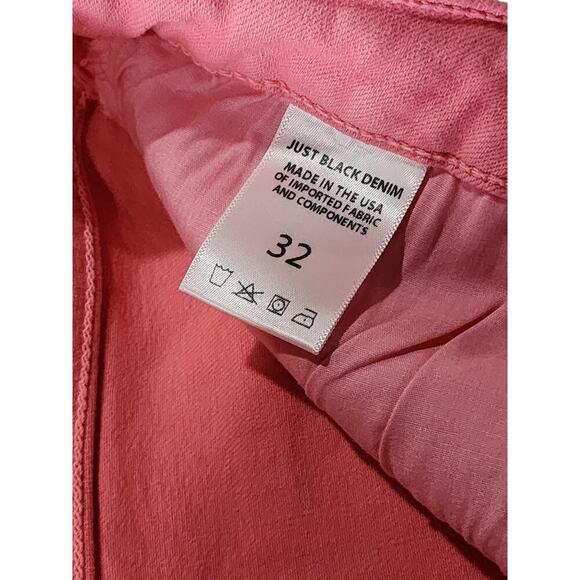 JUST BLACK DENIM
MADE IN THE USA
OF IMPORTED FABRIC
AND COMPONENTS
32